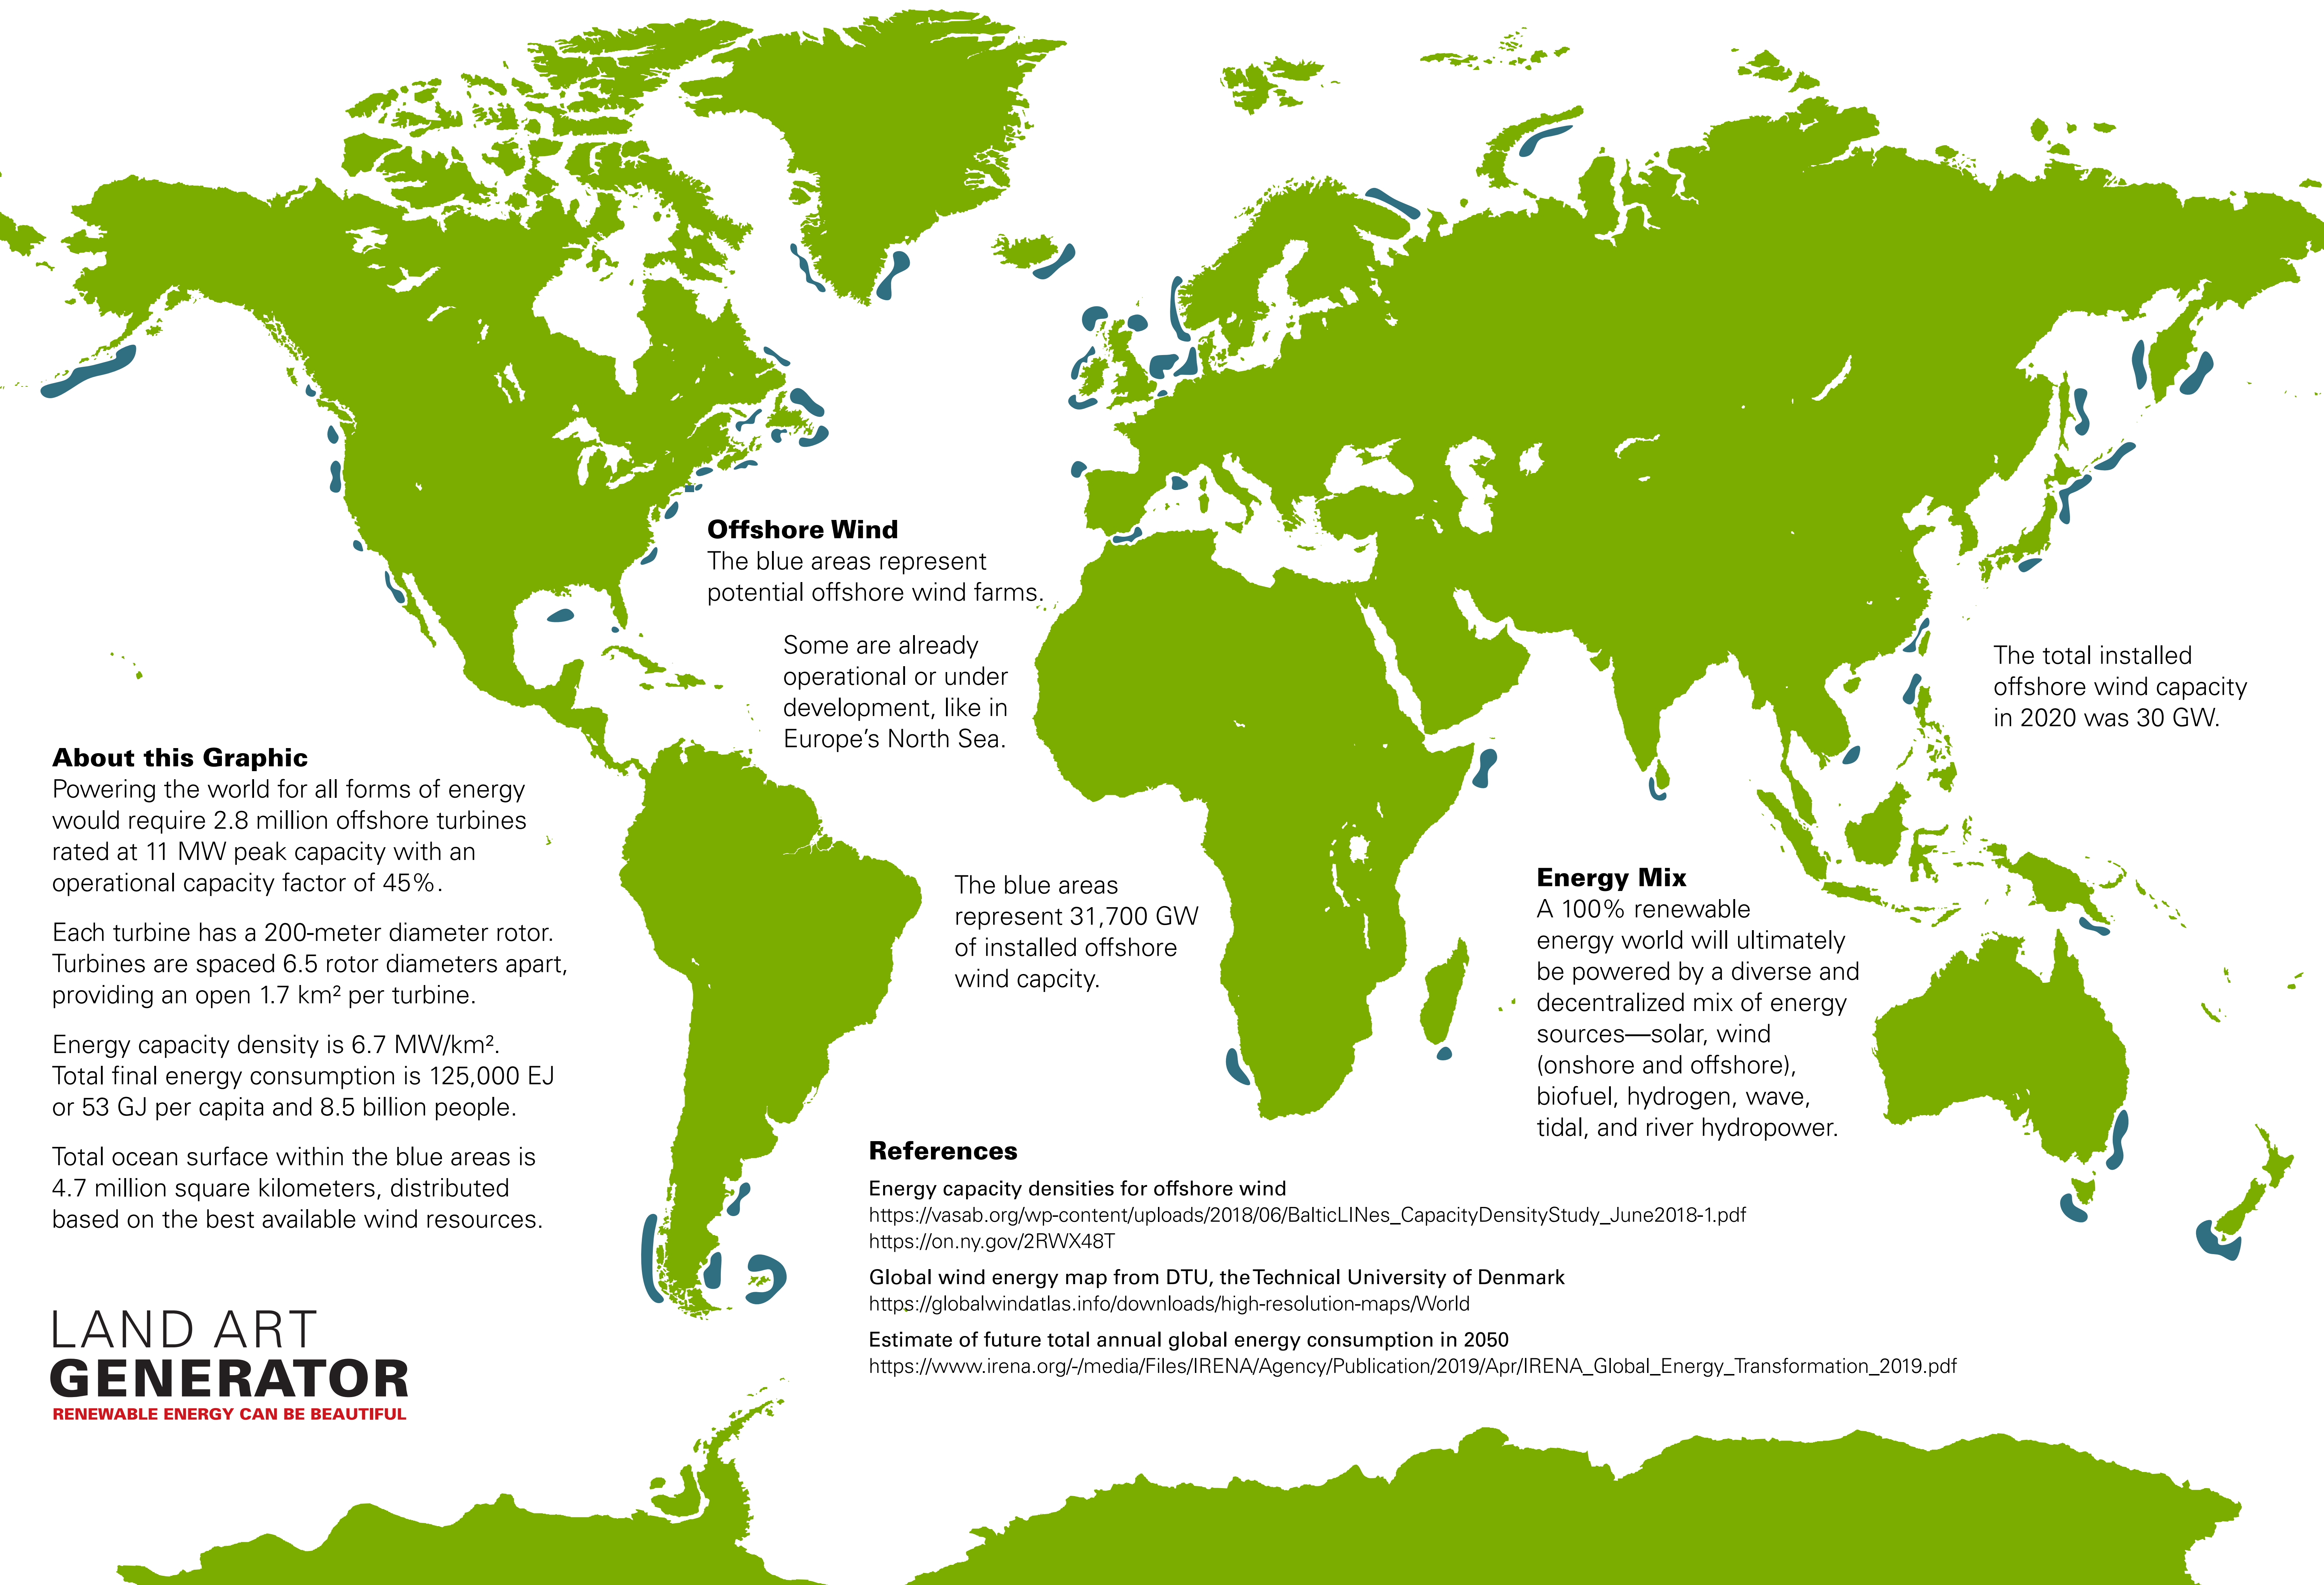 Offshore Wind
The blue areas represent
potential offshore wind farms.
Some are already
operational or under
development, like in
Europe's North Sea.
The total installed
offshore wind capacity
in 2020 was 30 GW.
About this Graphic
Powering the world for all forms of energy
would require 2.8 million offshore turbines
rated at 11 MW peak capacity with an
operational capacity factor of 45%.
Each turbine has a 200-meter diameter rotor.
Turbines are spaced 6.5 rotor diameters apart,
providing an open 1.7 km² per turbine.
Energy capacity density is 6.7 MW/km².
Total final energy consumption is 125,000 EJ
or 53 GJ per capita and 8.5 billion people.
Total ocean surface within the blue areas is
4.7 million square kilometers, distributed
based on the best available wind resources.
The blue areas
represent 31,700 GW
of installed offshore
wind capcity.
Energy Mix
A 100% renewable
energy world will ultimately
be powered by a diverse and
decentralized mix of energy
sources—solar, wind
(onshore and offshore),
biofuel, hydrogen, wave,
tidal, and river hydropower.
References
Energy capacity densities for offshore wind
https://vasab.org/wp-content/uploads/2018/06/BalticLINes_CapacityDensityStudy_June2018-1.pdf
https://on.ny.gov/2RWX48T
Global wind energy map from DTU, the Technical University of Denmark
https://globalwindatlas.info/downloads/high-resolution-maps/World
Estimate of future total annual global energy consumption in 2050
https://www.irena.org/-/media/Files/IRENA/Agency/Publication/2019/Apr/IRENA_Global_Energy_Transformation_2019.pdf
LAND ART
GENERATOR
RENEWABLE ENERGY CAN BE BEAUTIFUL